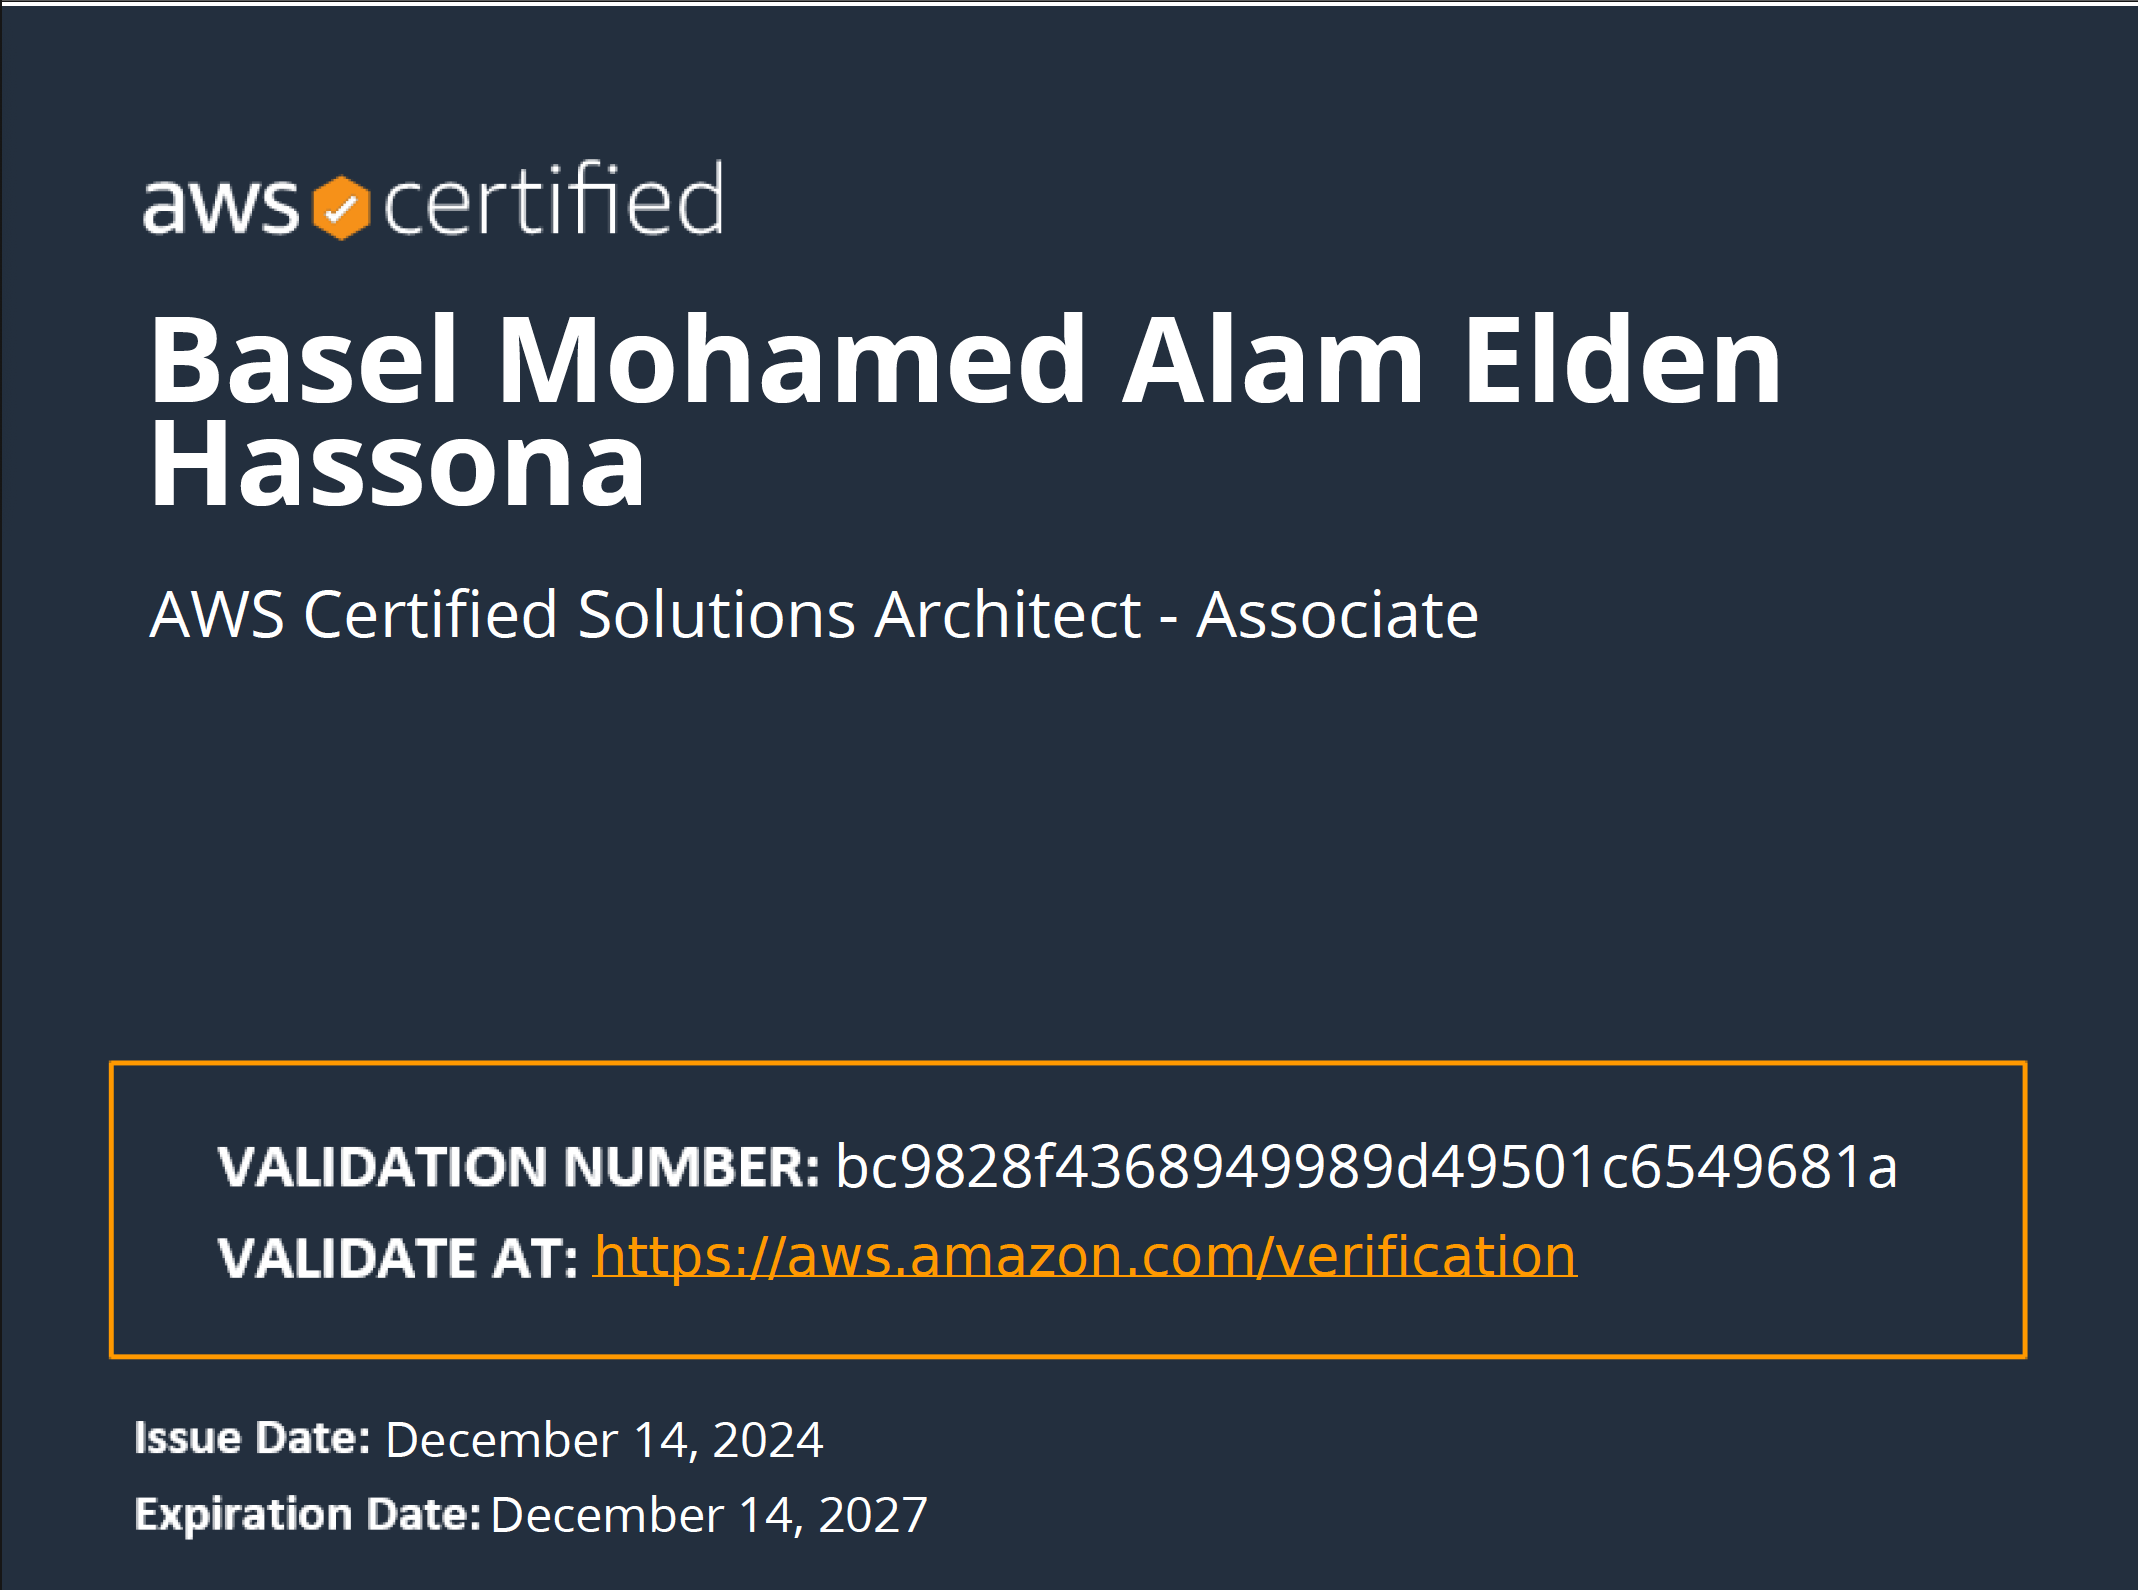 aws certified
Basel Mohamed Alam Elden
Hassona
AWS Certified Solutions Architect - Associate
VALIDATION NUMBER: bc9828f4368949989d49501c6549681a
VALIDATE AT: https://aws.amazon.com/verification
Issue Date: December 14, 2024
Expiration Date: December 14, 2027